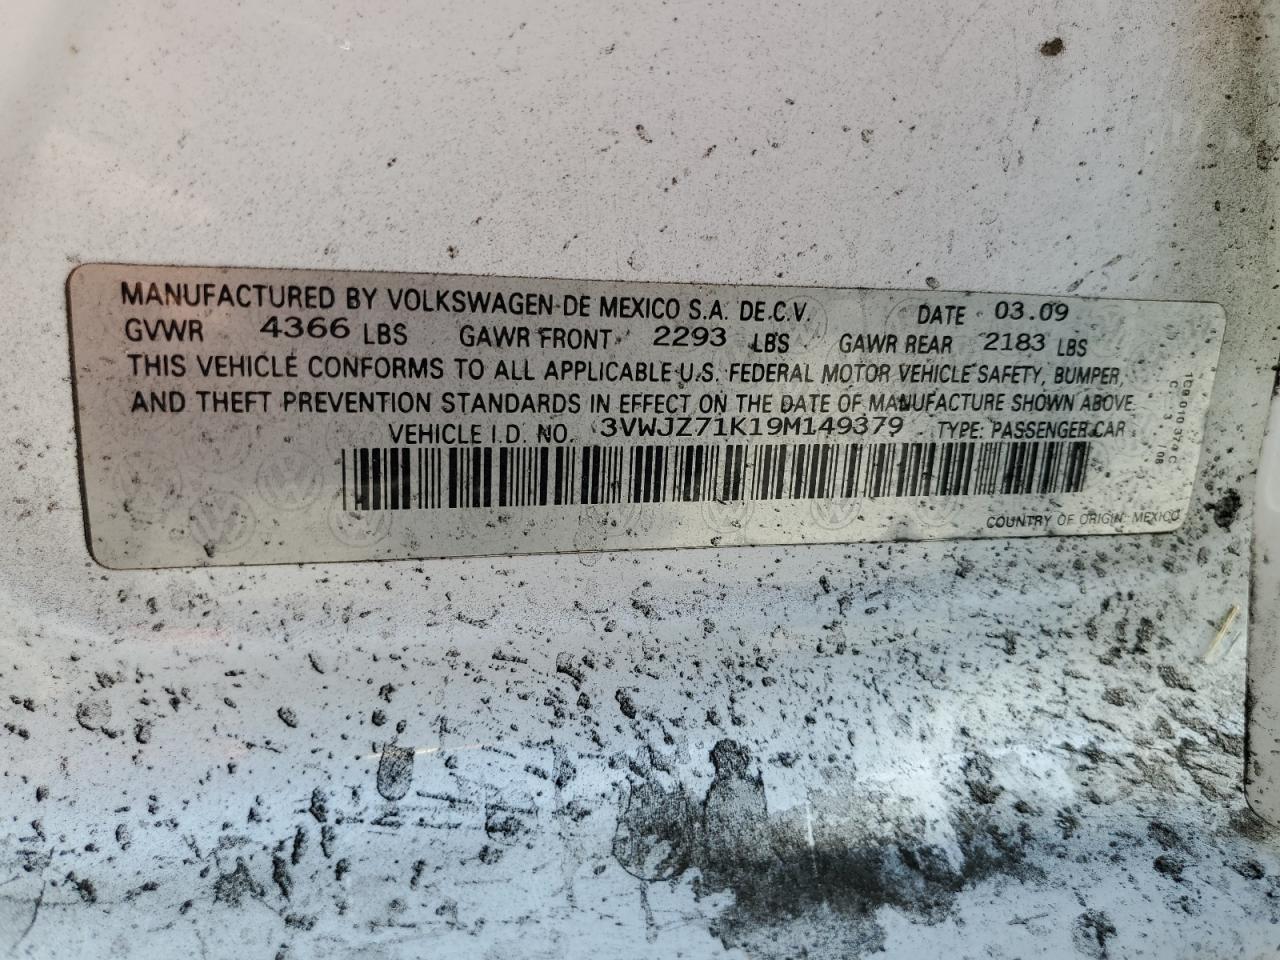 MANUFACTURED BY VOLKSWAGEN DE MEXICO S.A. DE.C.V. DATE 03.09
GVWR 4366 LBS GAWR FRONT 2293 LBS GAWR REAR 2183 LBS
THIS VEHICLE CONFORMS TO ALL APPLICABLE U.S. FEDERAL MOTOR VEHICLE SAFETY, BUMPER,
AND THEFT PREVENTION STANDARDS IN EFFECT ON THE DATE OF MANUFACTURE SHOWN ABOVE.
VEHICLE I.D. NO. 3VWJZ71K19M149379 TYPE: PASSENGER CAR
COUNTRY OF ORIGIN: MEXICO